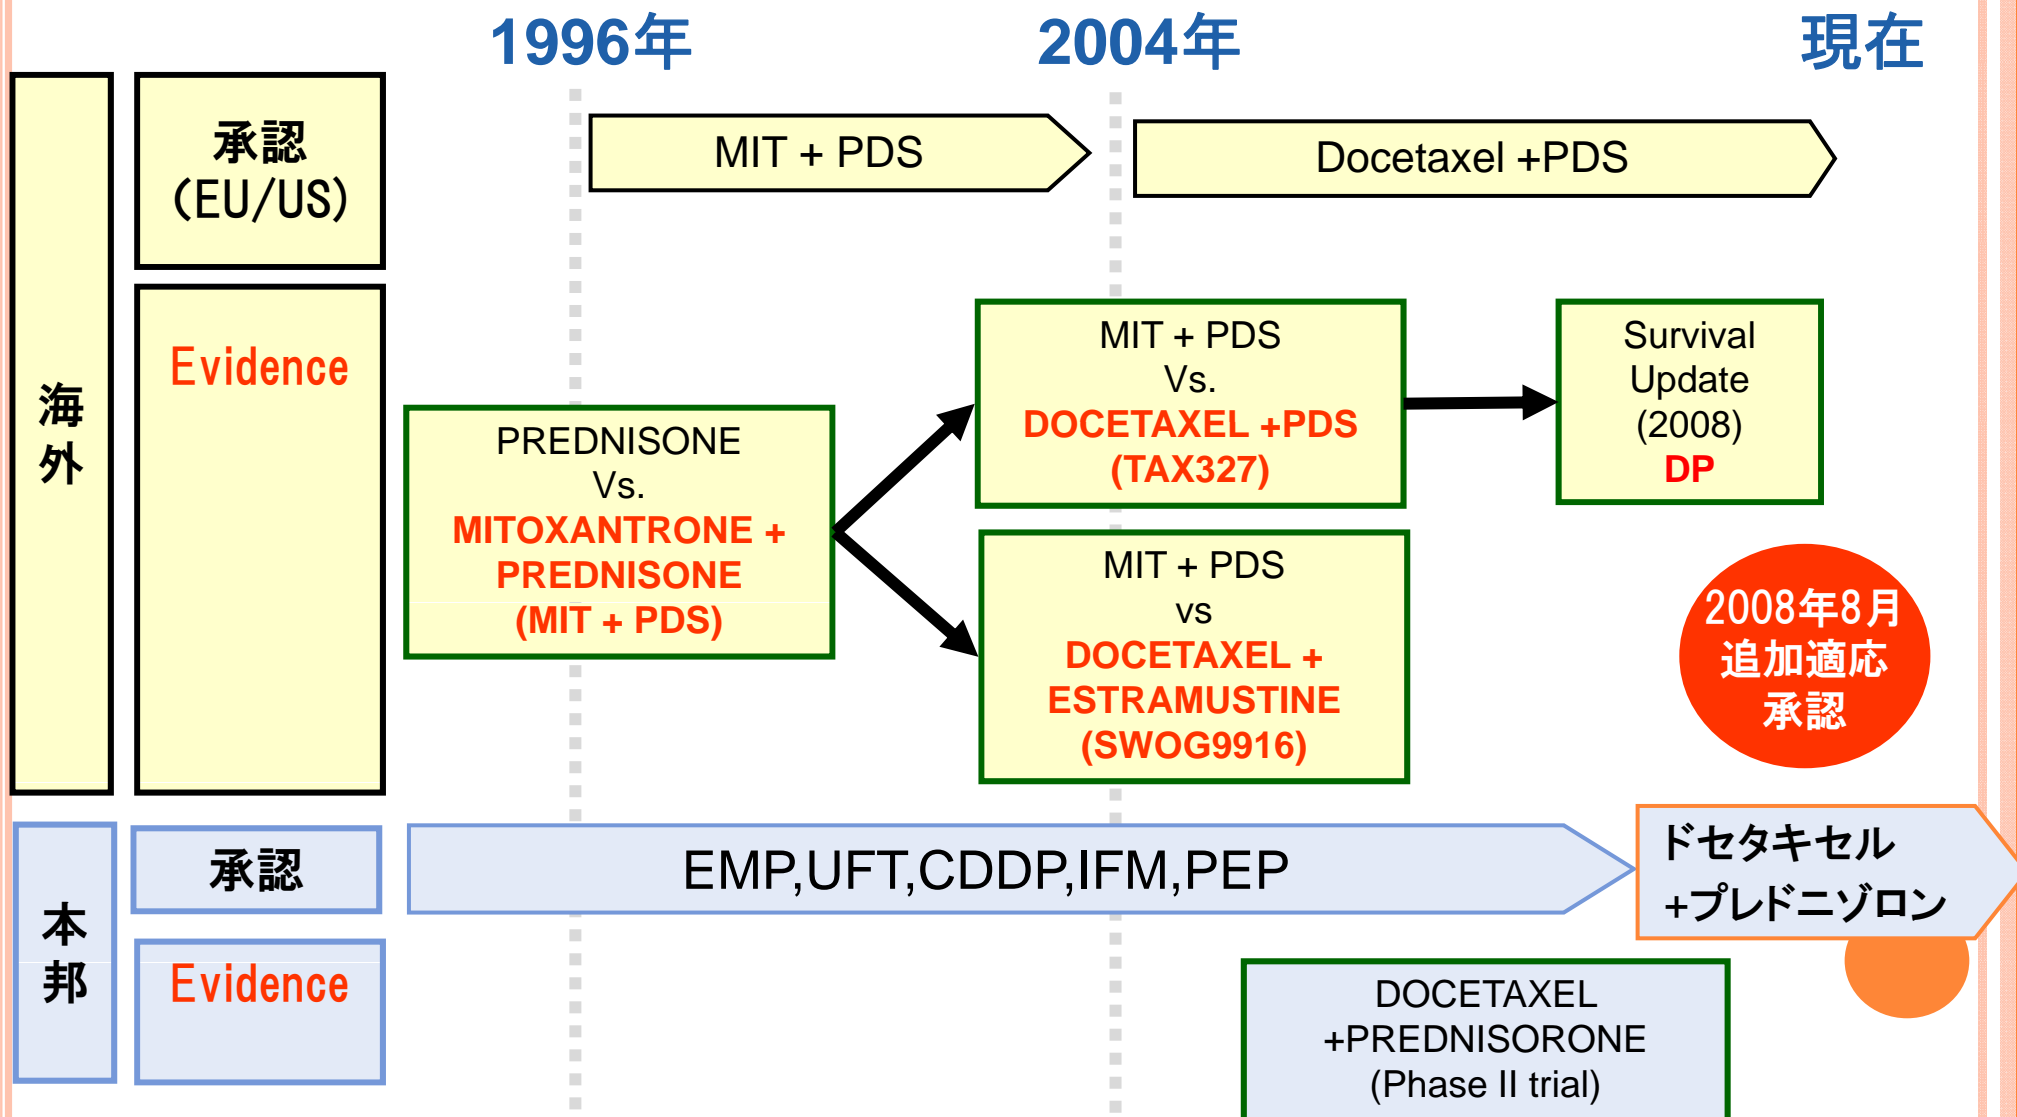 1996年
2004年
現在
海
外
承認
（EU/US）
MIT + PDS
Docetaxel +PDS
Evidence
PREDNISONE
Vs.
MITOXANTRONE +
PREDNISONE
(MIT + PDS)
MIT + PDS
Vs.
DOCETAXEL +PDS
(TAX327)
Survival
Update
(2008)
DP
MIT + PDS
vs
DOCETAXEL +
ESTRAMUSTINE
(SWOG9916)
2008年8月
追加適応
承認
本
邦
承認
EMP,UFT,CDDP,IFM,PEP
ドセタキセル
+プレドニゾロン
Evidence
DOCETAXEL
+PREDNISORONE
(Phase II trial)